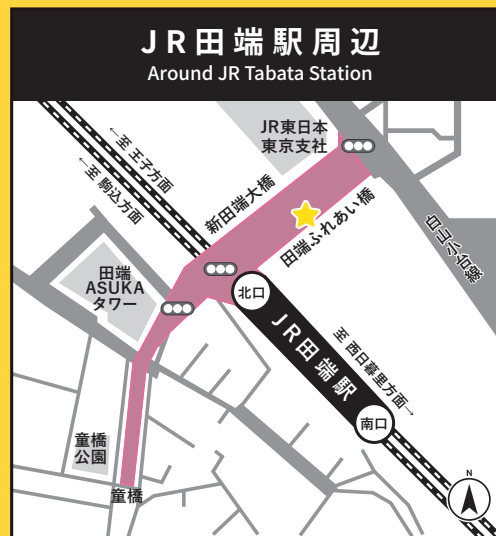 JR田端駅周辺
Around JR Tabata Station
JR東日本
東京支社
←至 王子方面
←至 駒込方面
新田端大橋
田端ふれあい橋
白山小台線
田端
ASUKA
タワー
北口
JR田端駅
至 西日暮里方面→
南口
童橋
公園
童橋
N